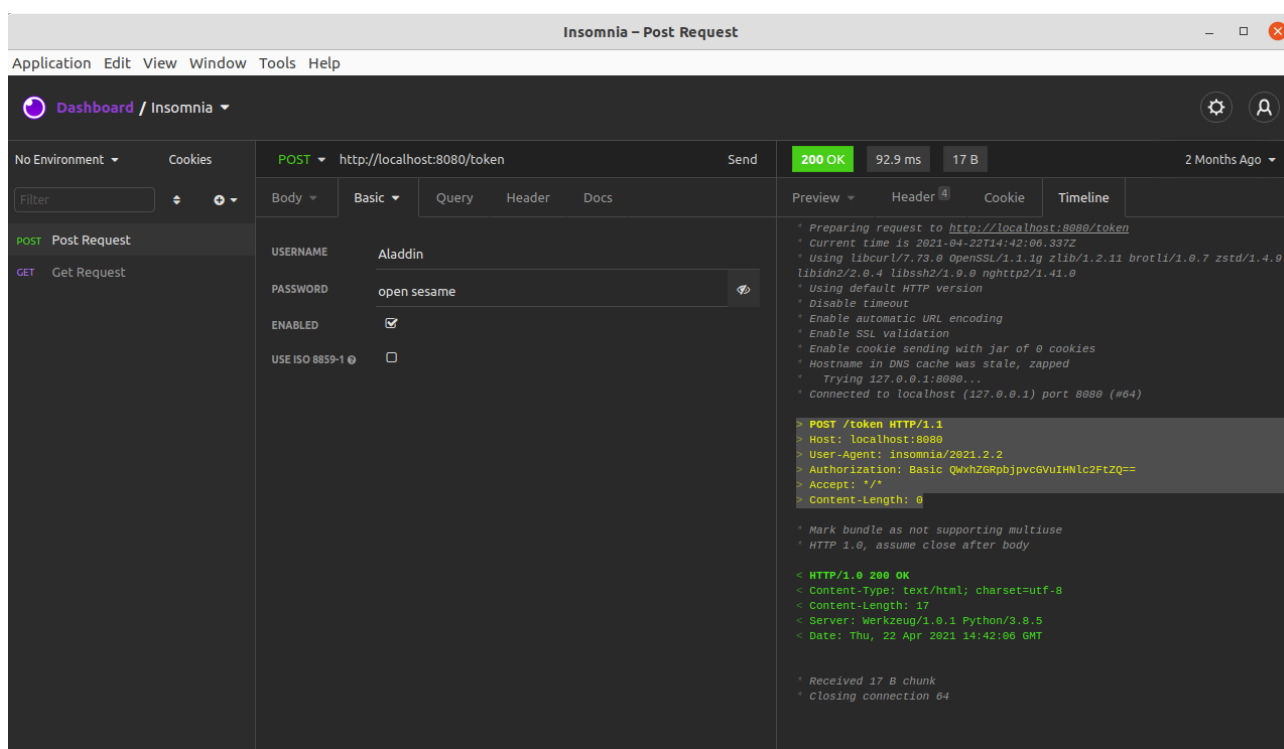 Insomnia – Post Request
Application Edit View Window Tools Help
Dashboard / Insomnia
No Environment Cookies
Filter
POST Post Request
GET Get Request
POST http://localhost:8080/token Send
Body Basic Query Header Docs
USERNAME Aladdin
PASSWORD open sesame
ENABLED
USE ISO 8859-1
200 OK 92.9 ms 17 B 2 Months Ago
Preview Header 4 Cookie Timeline
* Preparing request to http://localhost:8080/token
* Current time is 2021-04-22T14:42:06.337Z
* Using libcurl/7.73.0 OpenSSL/1.1.1g zlib/1.2.11 brotli/1.0.7 zstd/1.4.9
libidn2/2.0.4 libssh2/1.9.0 nghttp2/1.41.0
* Using default HTTP version
* Disable timeout
* Enable automatic URL encoding
* Enable SSL validation
* Enable cookie sending with jar of 0 cookies
* Hostname in DNS cache was stale, zapped
* Trying 127.0.0.1:8080...
* Connected to localhost (127.0.0.1) port 8080 (#64)
> POST /token HTTP/1.1
> Host: localhost:8080
> User-Agent: insomnia/2021.2.2
> Authorization: Basic QWxhZGRpbjpvcGVuIHNlc2FtZQ==
> Accept: */*
> Content-Length: 0
* Mark bundle as not supporting multiuse
* HTTP 1.0, assume close after body
< HTTP/1.0 200 OK
< Content-Type: text/html; charset=utf-8
< Content-Length: 17
< Server: Werkzeug/1.0.1 Python/3.8.5
< Date: Thu, 22 Apr 2021 14:42:06 GMT
* Received 17 B chunk
* Closing connection 64